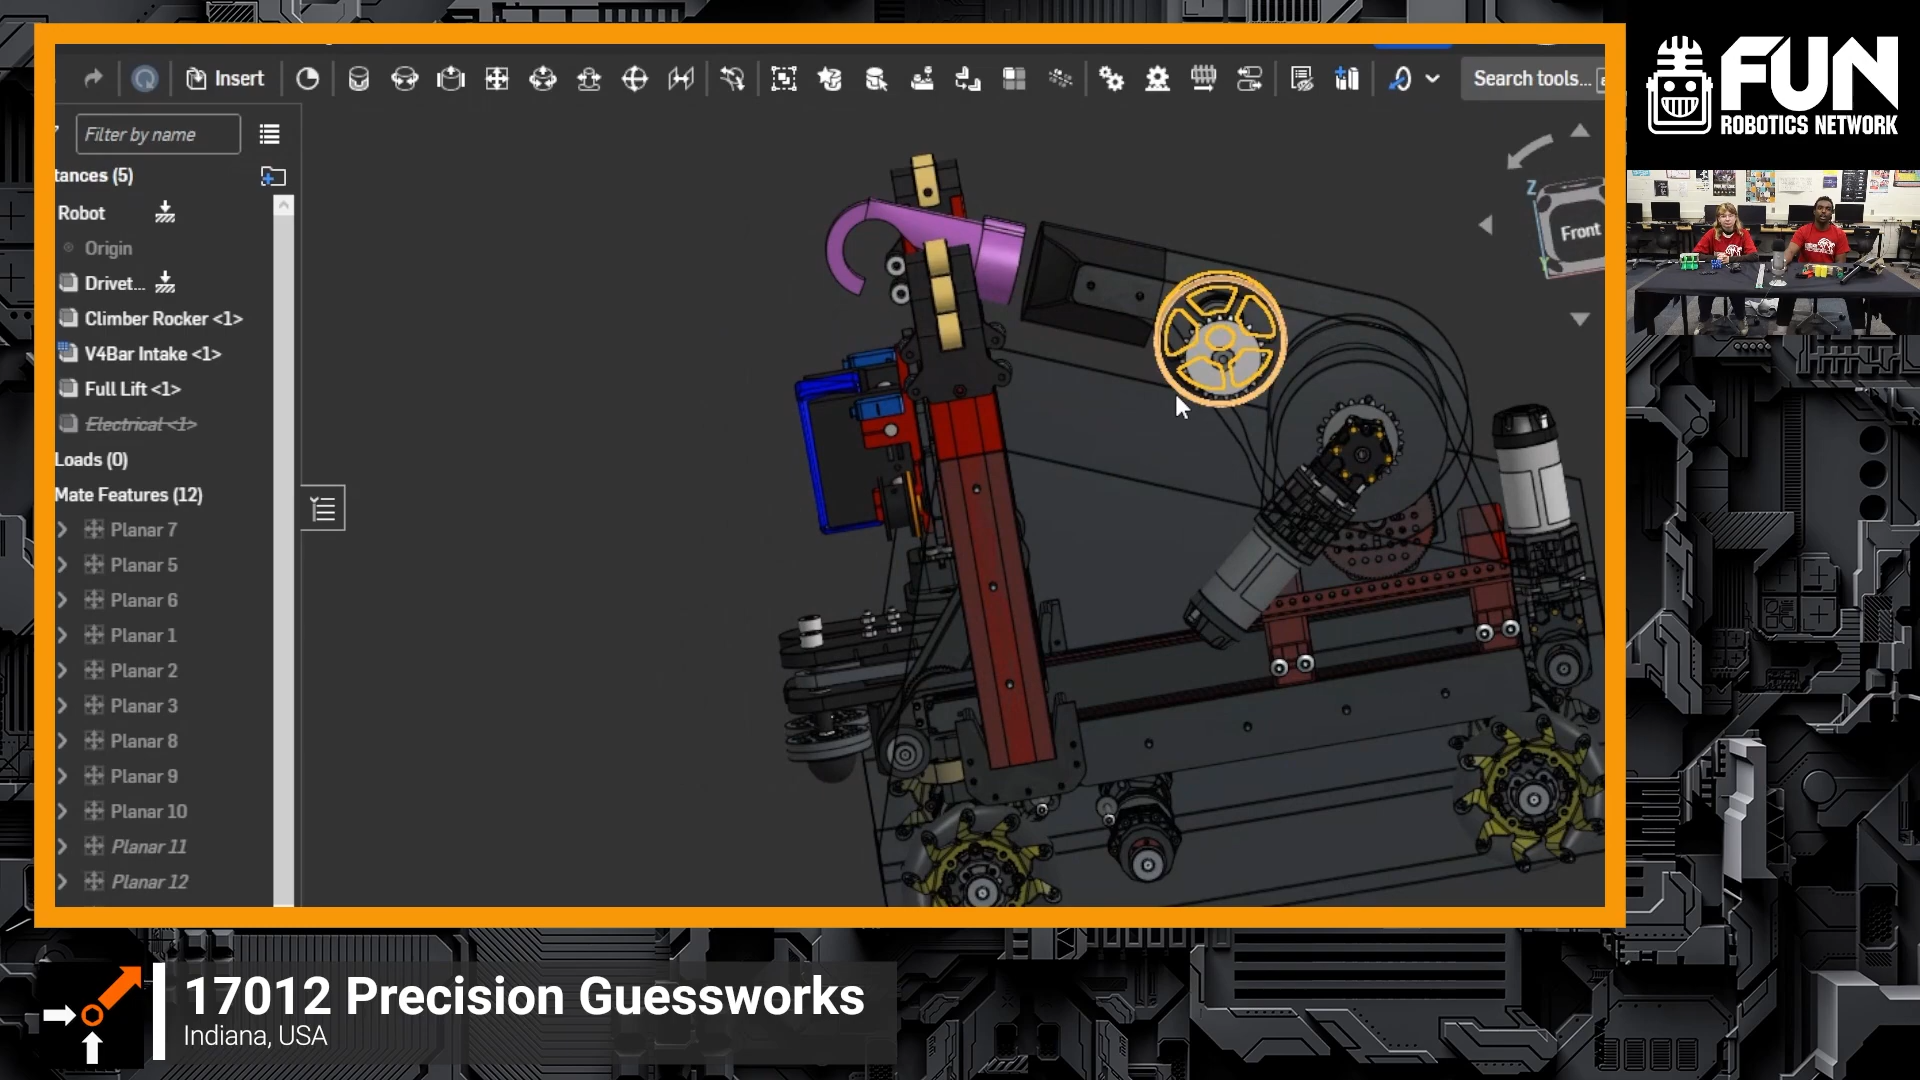 Insert
Search tools...
Filter by name
tances (5)
Robot
Origin
Drivet...
Climber Rocker <1>
V4Bar Intake <1>
Full Lift <1>
Electrical <1>
Loads (0)
Mate Features (12)
Planar 7
Planar 5
Planar 6
Planar 1
Planar 2
Planar 3
Planar 8
Planar 9
Planar 10
Planar 11
Planar 12
Z
Y
Front
FUN
ROBOTICS NETWORK
17012 Precision Guessworks
Indiana, USA